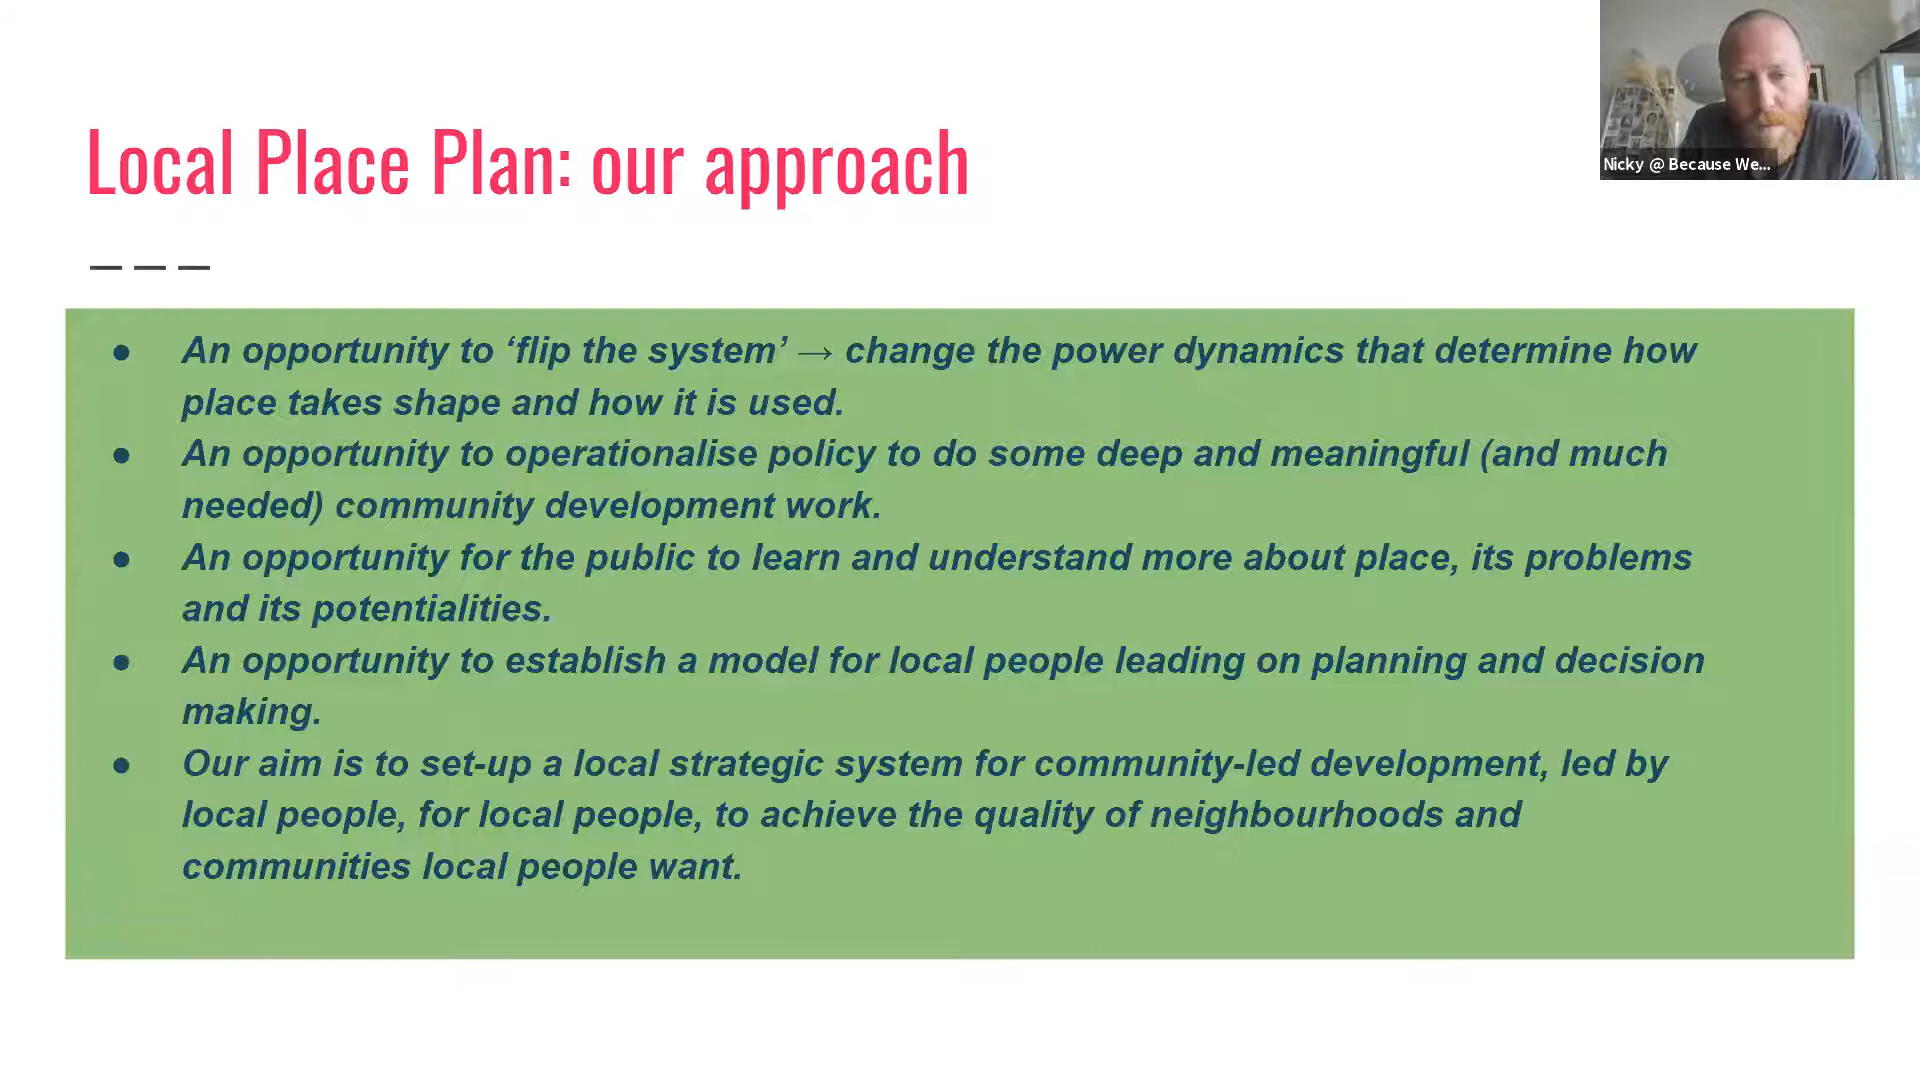 Local Place Plan: our approach
Nicky @ Because We...
● An opportunity to ‘flip the system’ → change the power dynamics that determine how
place takes shape and how it is used.
● An opportunity to operationalise policy to do some deep and meaningful (and much
needed) community development work.
● An opportunity for the public to learn and understand more about place, its problems
and its potentialities.
● An opportunity to establish a model for local people leading on planning and decision
making.
● Our aim is to set-up a local strategic system for community-led development, led by
local people, for local people, to achieve the quality of neighbourhoods and
communities local people want.